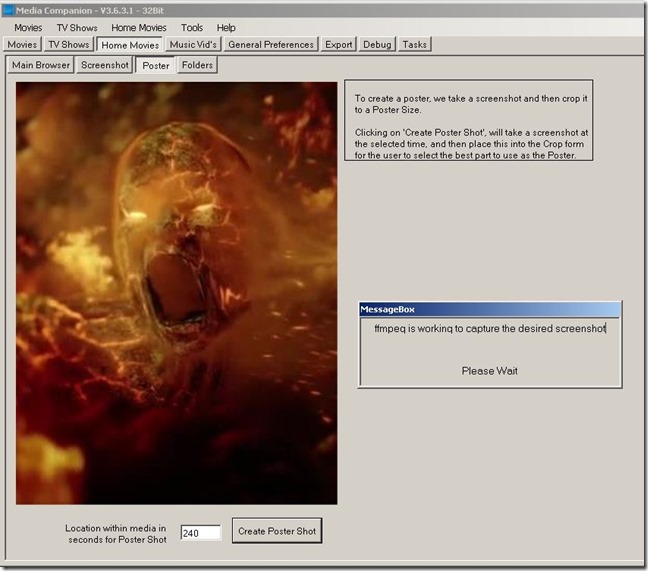 Media Companion - V3.6.3.1 - 32Bit
Movies TV Shows Home Movies Tools Help
Movies TV Shows Home Movies Music Vid's General Preferences Export Debug Tasks
Main Browser Screenshot Poster Folders
To create a poster, we take a screenshot and then crop it
to a Poster Size.
Clicking on 'Create Poster Shot', will take a screenshot at
the selected time, and then place this into the Crop form
for the user to select the best part to use as the Poster.
MessageBox
ffmpeg is working to capture the desired screenshot
Please Wait
Location within media in
seconds for Poster Shot
240
Create Poster Shot